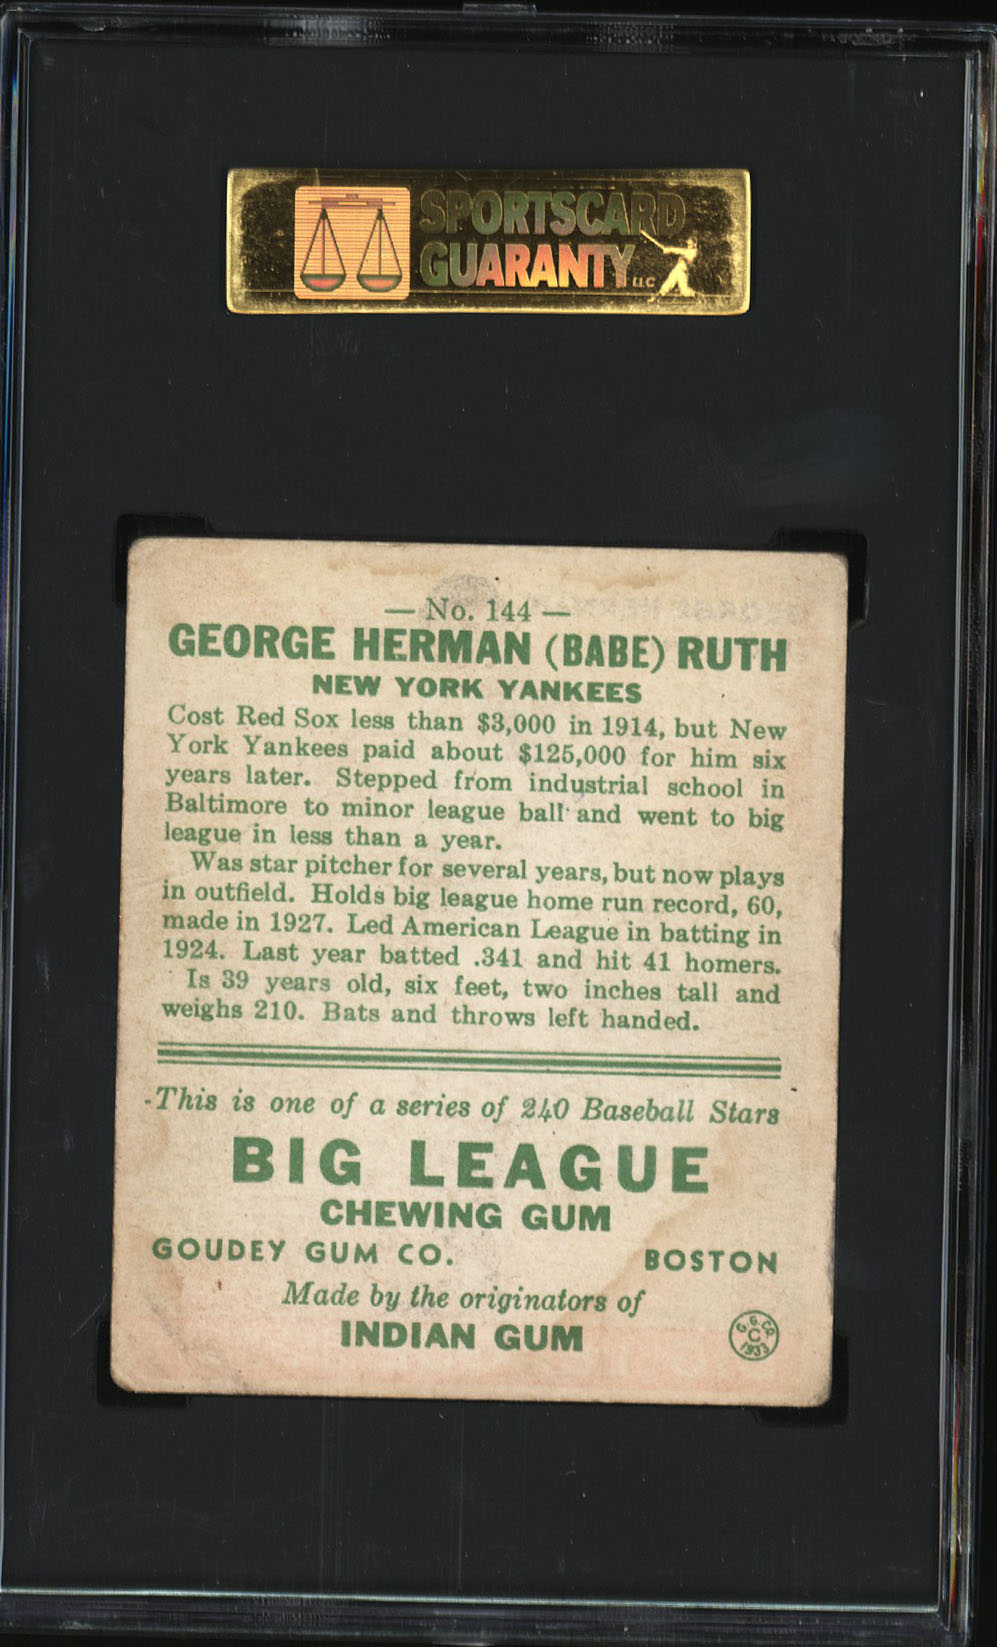 SPORTSCARD
GUARANTY LLC
— No. 144 —
GEORGE HERMAN (BABE) RUTH
NEW YORK YANKEES
Cost Red Sox less than $3,000 in 1914, but New
York Yankees paid about $125,000 for him six
years later. Stepped from industrial school in
Baltimore to minor league ball and went to big
league in less than a year.
Was star pitcher for several years, but now plays
in outfield. Holds big league home run record, 60,
made in 1927. Led American League in batting in
1924. Last year batted .341 and hit 41 homers.
Is 39 years old, six feet, two inches tall and
weighs 210. Bats and throws left handed.
This is one of a series of 240 Baseball Stars
BIG LEAGUE
CHEWING GUM
GOUDEY GUM CO. BOSTON
Made by the originators of
INDIAN GUM
G. G. CO.
C
1933